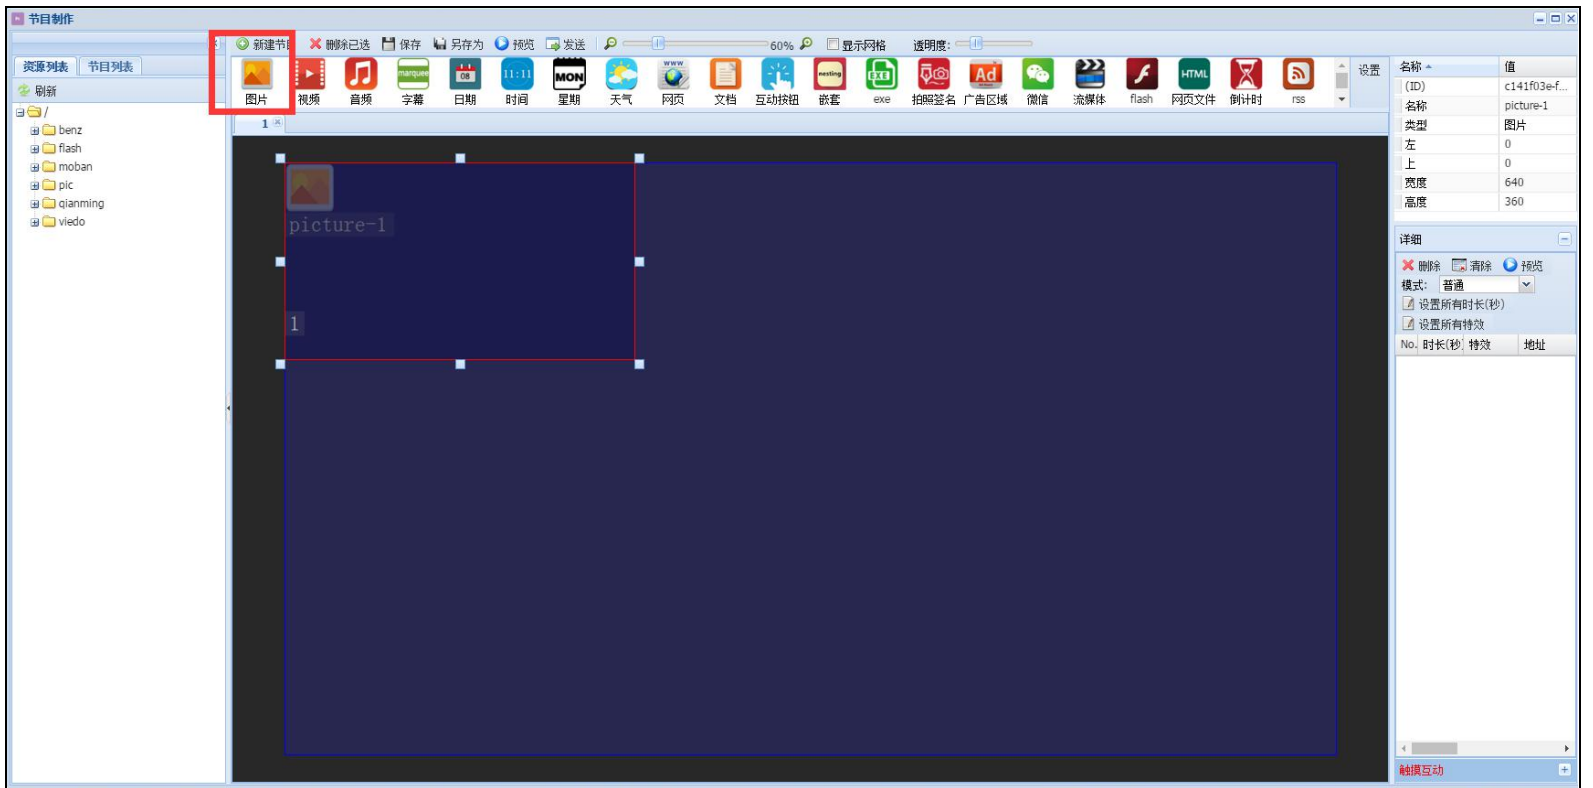 节目制作
新建节目 删除已选 保存 另存为 预览 发送 60% 显示网格 透明度:
资源列表 节目列表
刷新
/
benz
flash
moban
pic
qianming
viedo
marquee 08 11:11 MON WWW nesting EXE Ad HTML
图片 视频 音频 字幕 日期 时间 星期 天气 网页 文档 互动按钮 嵌套 exe 拍照签名 广告区域 微信 流媒体 flash 网页文件 倒计时 rss
设置
1
picture-1
1
名称 值
(ID) c141f03e-f...
名称 picture-1
类型 图片
左 0
上 0
宽度 640
高度 360
详细
删除 清除 预览
模式: 普通
设置所有时长(秒)
设置所有特效
No. 时长(秒) 特效 地址
触摸互动